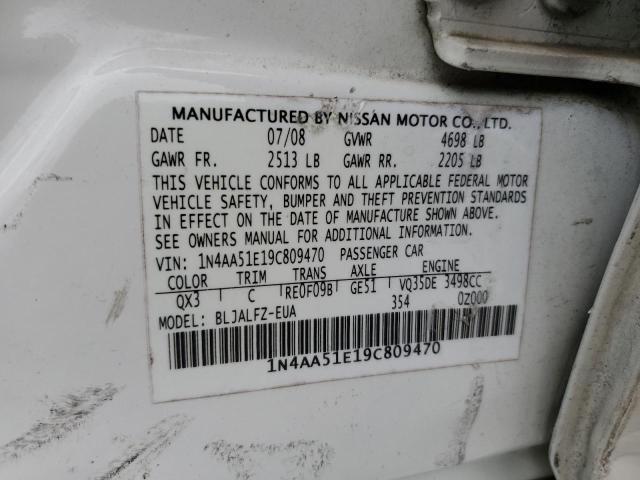 MANUFACTURED BY NISSAN MOTOR CO., LTD.
DATE 07/08 GVWR 4698 LB
GAWR FR. 2513 LB GAWR RR. 2205 LB
THIS VEHICLE CONFORMS TO ALL APPLICABLE FEDERAL MOTOR
VEHICLE SAFETY, BUMPER AND THEFT PREVENTION STANDARDS
IN EFFECT ON THE DATE OF MANUFACTURE SHOWN ABOVE.
SEE OWNERS MANUAL FOR ADDITIONAL INFORMATION.
VIN: 1N4AA51E19C809470 PASSENGER CAR
COLOR TRIM TRANS AXLE ENGINE
QX3 C RE0F09B GE51 VQ35DE 3498CC
MODEL: BLJALFZ-EUA 354 0Z000
1N4AA51E19C809470